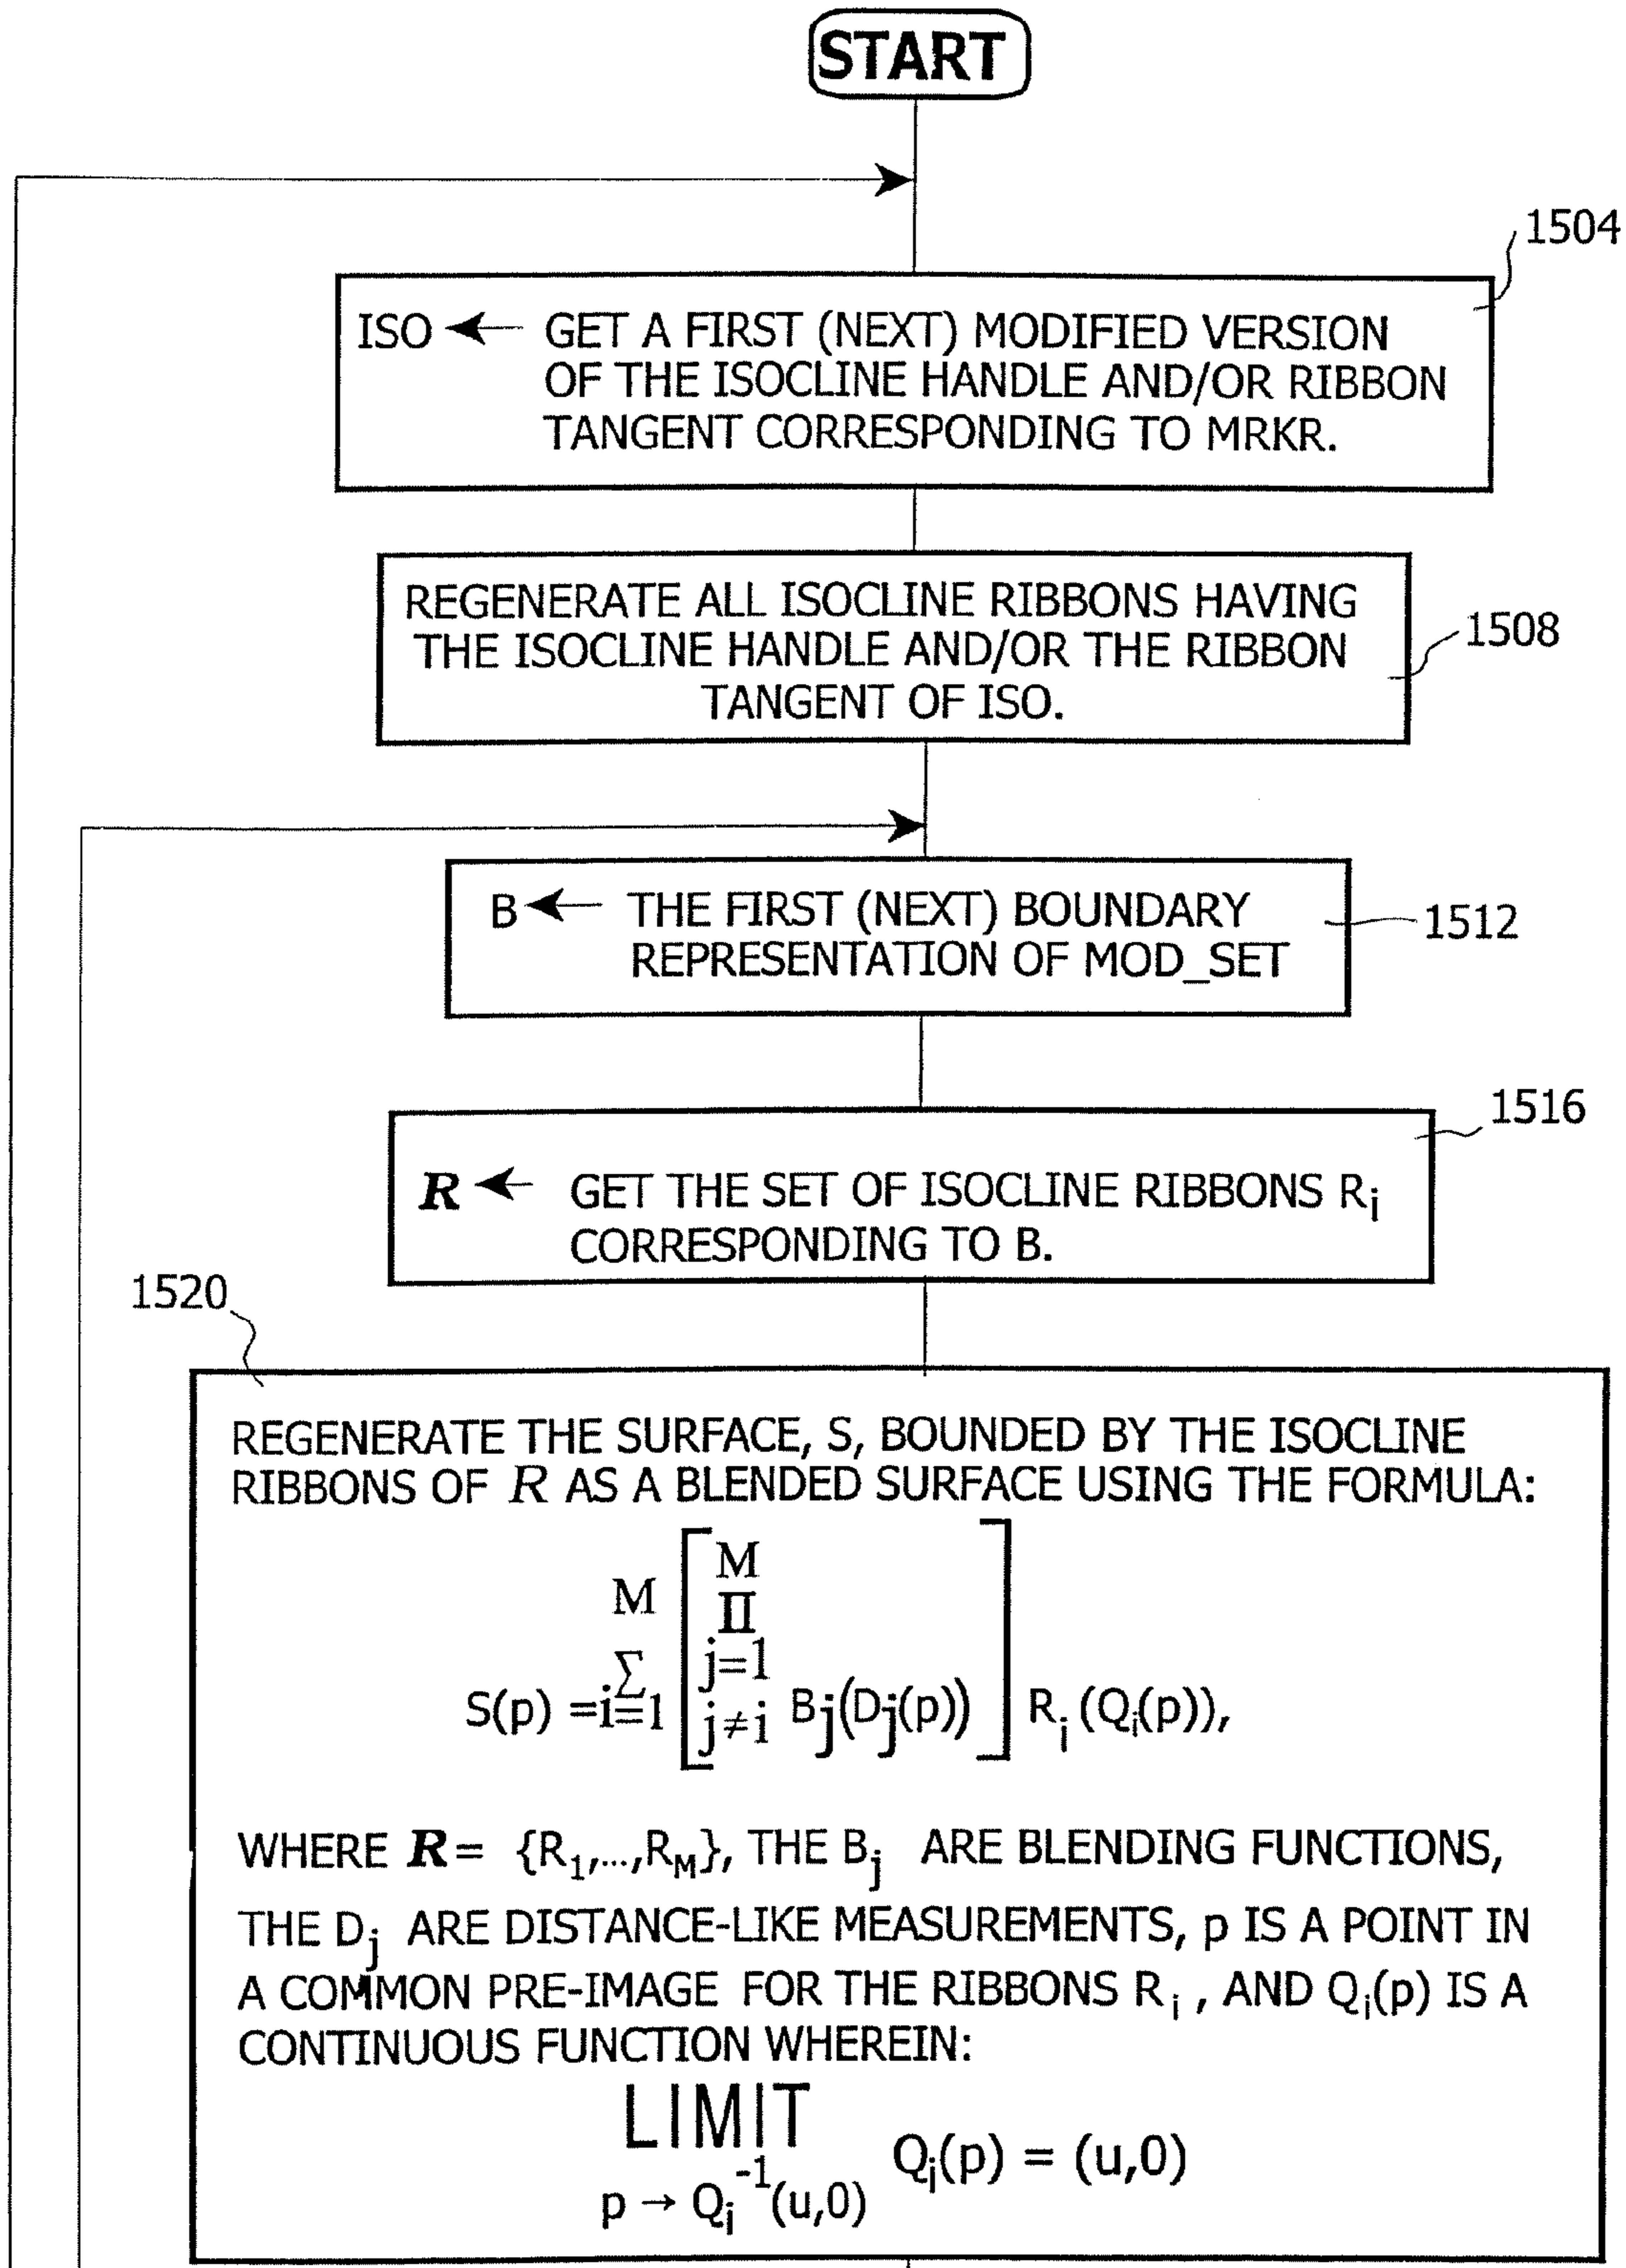 START
1504
ISO ← GET A FIRST (NEXT) MODIFIED VERSION
OF THE ISOCLINE HANDLE AND/OR RIBBON
TANGENT CORRESPONDING TO MRKR.
REGENERATE ALL ISOCLINE RIBBONS HAVING
THE ISOCLINE HANDLE AND/OR THE RIBBON
TANGENT OF ISO.
1508
B ← THE FIRST (NEXT) BOUNDARY
REPRESENTATION OF MOD_SET
1512
1516
R ← GET THE SET OF ISOCLINE RIBBONS Ri
CORRESPONDING TO B.
1520
REGENERATE THE SURFACE, S, BOUNDED BY THE ISOCLINE
RIBBONS OF R AS A BLENDED SURFACE USING THE FORMULA:
M
M
Π
Σ
j=1
S(p) = i=1 [ j≠i Bj(Dj(p)) ] Ri (Qi(p)),
WHERE R = {R1,...,RM}, THE Bj ARE BLENDING FUNCTIONS,
THE Dj ARE DISTANCE-LIKE MEASUREMENTS, p IS A POINT IN
A COMMON PRE-IMAGE FOR THE RIBBONS Ri , AND Qi(p) IS A
CONTINUOUS FUNCTION WHEREIN:
LIMIT
Qi(p) = (u,0)
p → Qi⁻¹(u,0)